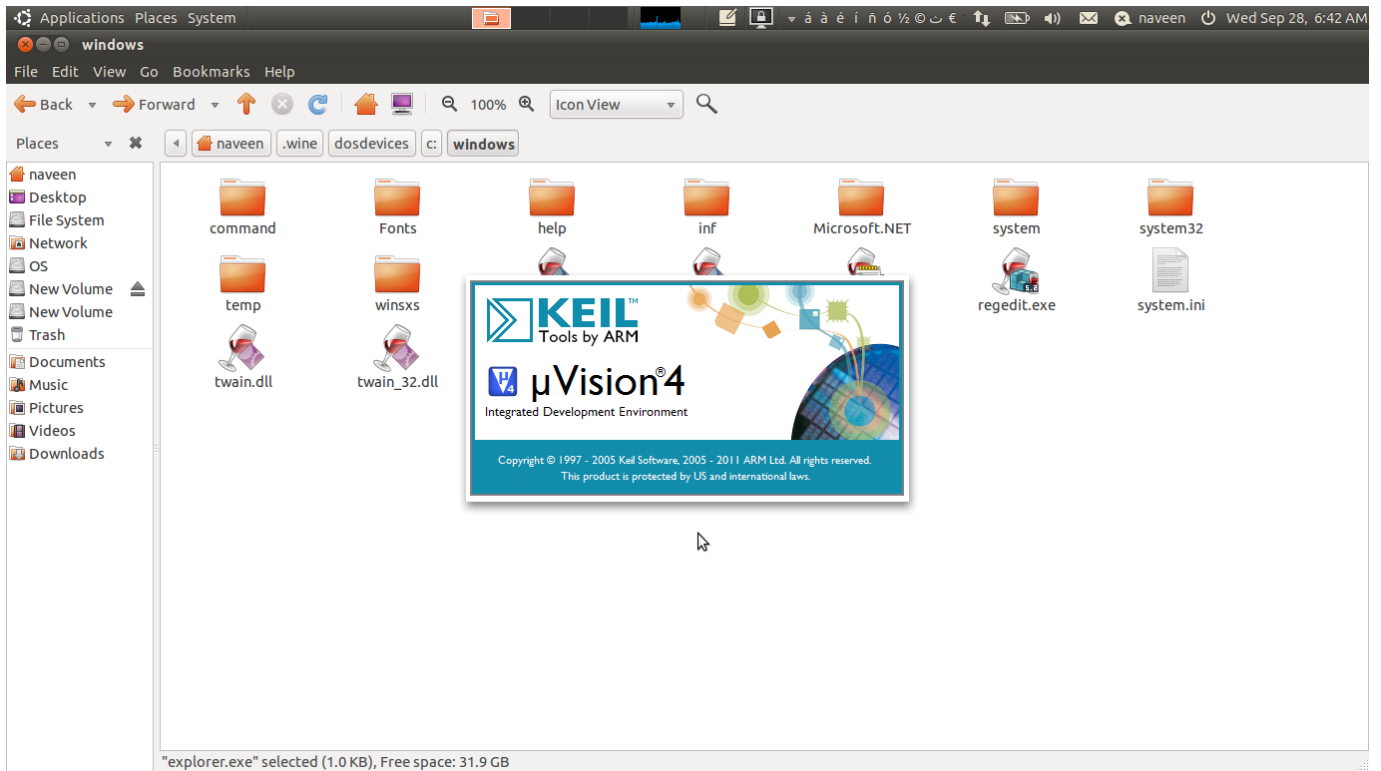 Applications Places System
á à é í ñ ó ½ © ت €
naveen
Wed Sep 28, 6:42 AM
windows
File Edit View Go Bookmarks Help
Back Forward 100% Icon View
Places
naveen .wine dosdevices c: windows
naveen
Desktop
File System
Network
OS
New Volume
New Volume
Trash
Documents
Music
Pictures
Videos
Downloads
command Fonts help inf Microsoft.NET system system32
temp winsxs regedit.exe system.ini
twain.dll twain_32.dll
KEIL™
Tools by ARM
µVision®4
Integrated Development Environment
Copyright © 1997 - 2005 Keil Software, 2005 - 2011 ARM Ltd. All rights reserved.
This product is protected by US and international laws.
"explorer.exe" selected (1.0 KB), Free space: 31.9 GB